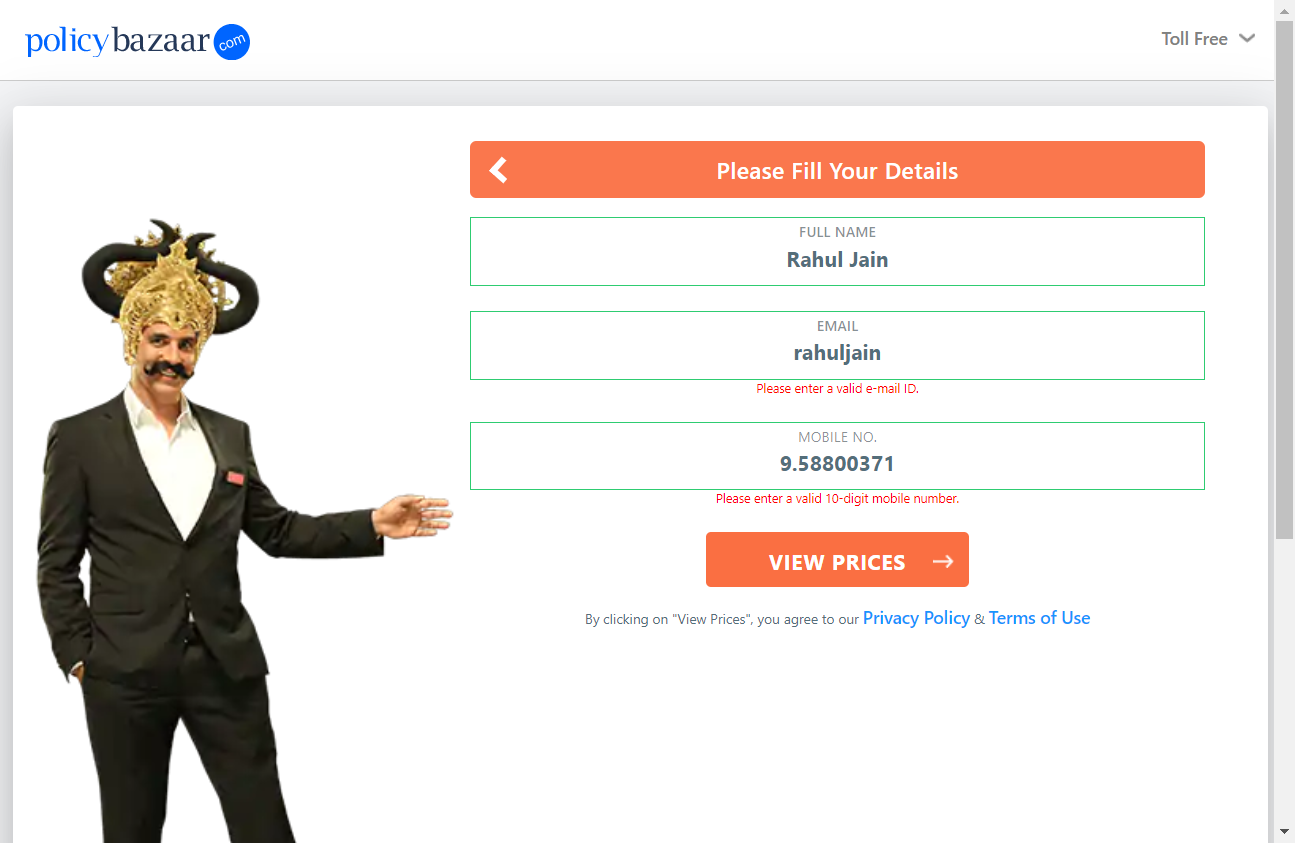 policybazaar com
Toll Free
Please Fill Your Details
FULL NAME
Rahul Jain
EMAIL
rahuljain
Please enter a valid e-mail ID.
MOBILE NO.
9.58800371
Please enter a valid 10-digit mobile number.
VIEW PRICES
By clicking on "View Prices", you agree to our Privacy Policy & Terms of Use